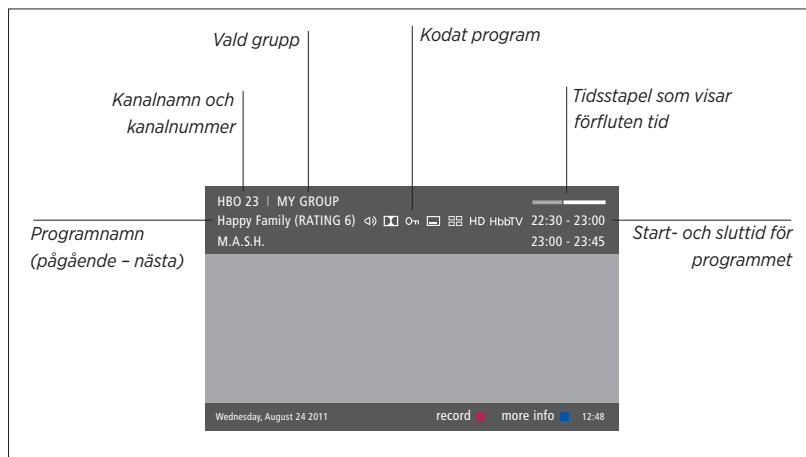 Vald grupp
Kodat program
Kanalnamn och
kanalnummer
Tidsstapel som visar
förfluten tid
HBO 23 | MY GROUP
Happy Family (RATING 6) HD HbbTV 22:30 - 23:00
M.A.S.H. 23:00 - 23:45
Programnamn
(pågående – nästa)
Start- och sluttid för
programmet
Wednesday, August 24 2011 record more info 12:48